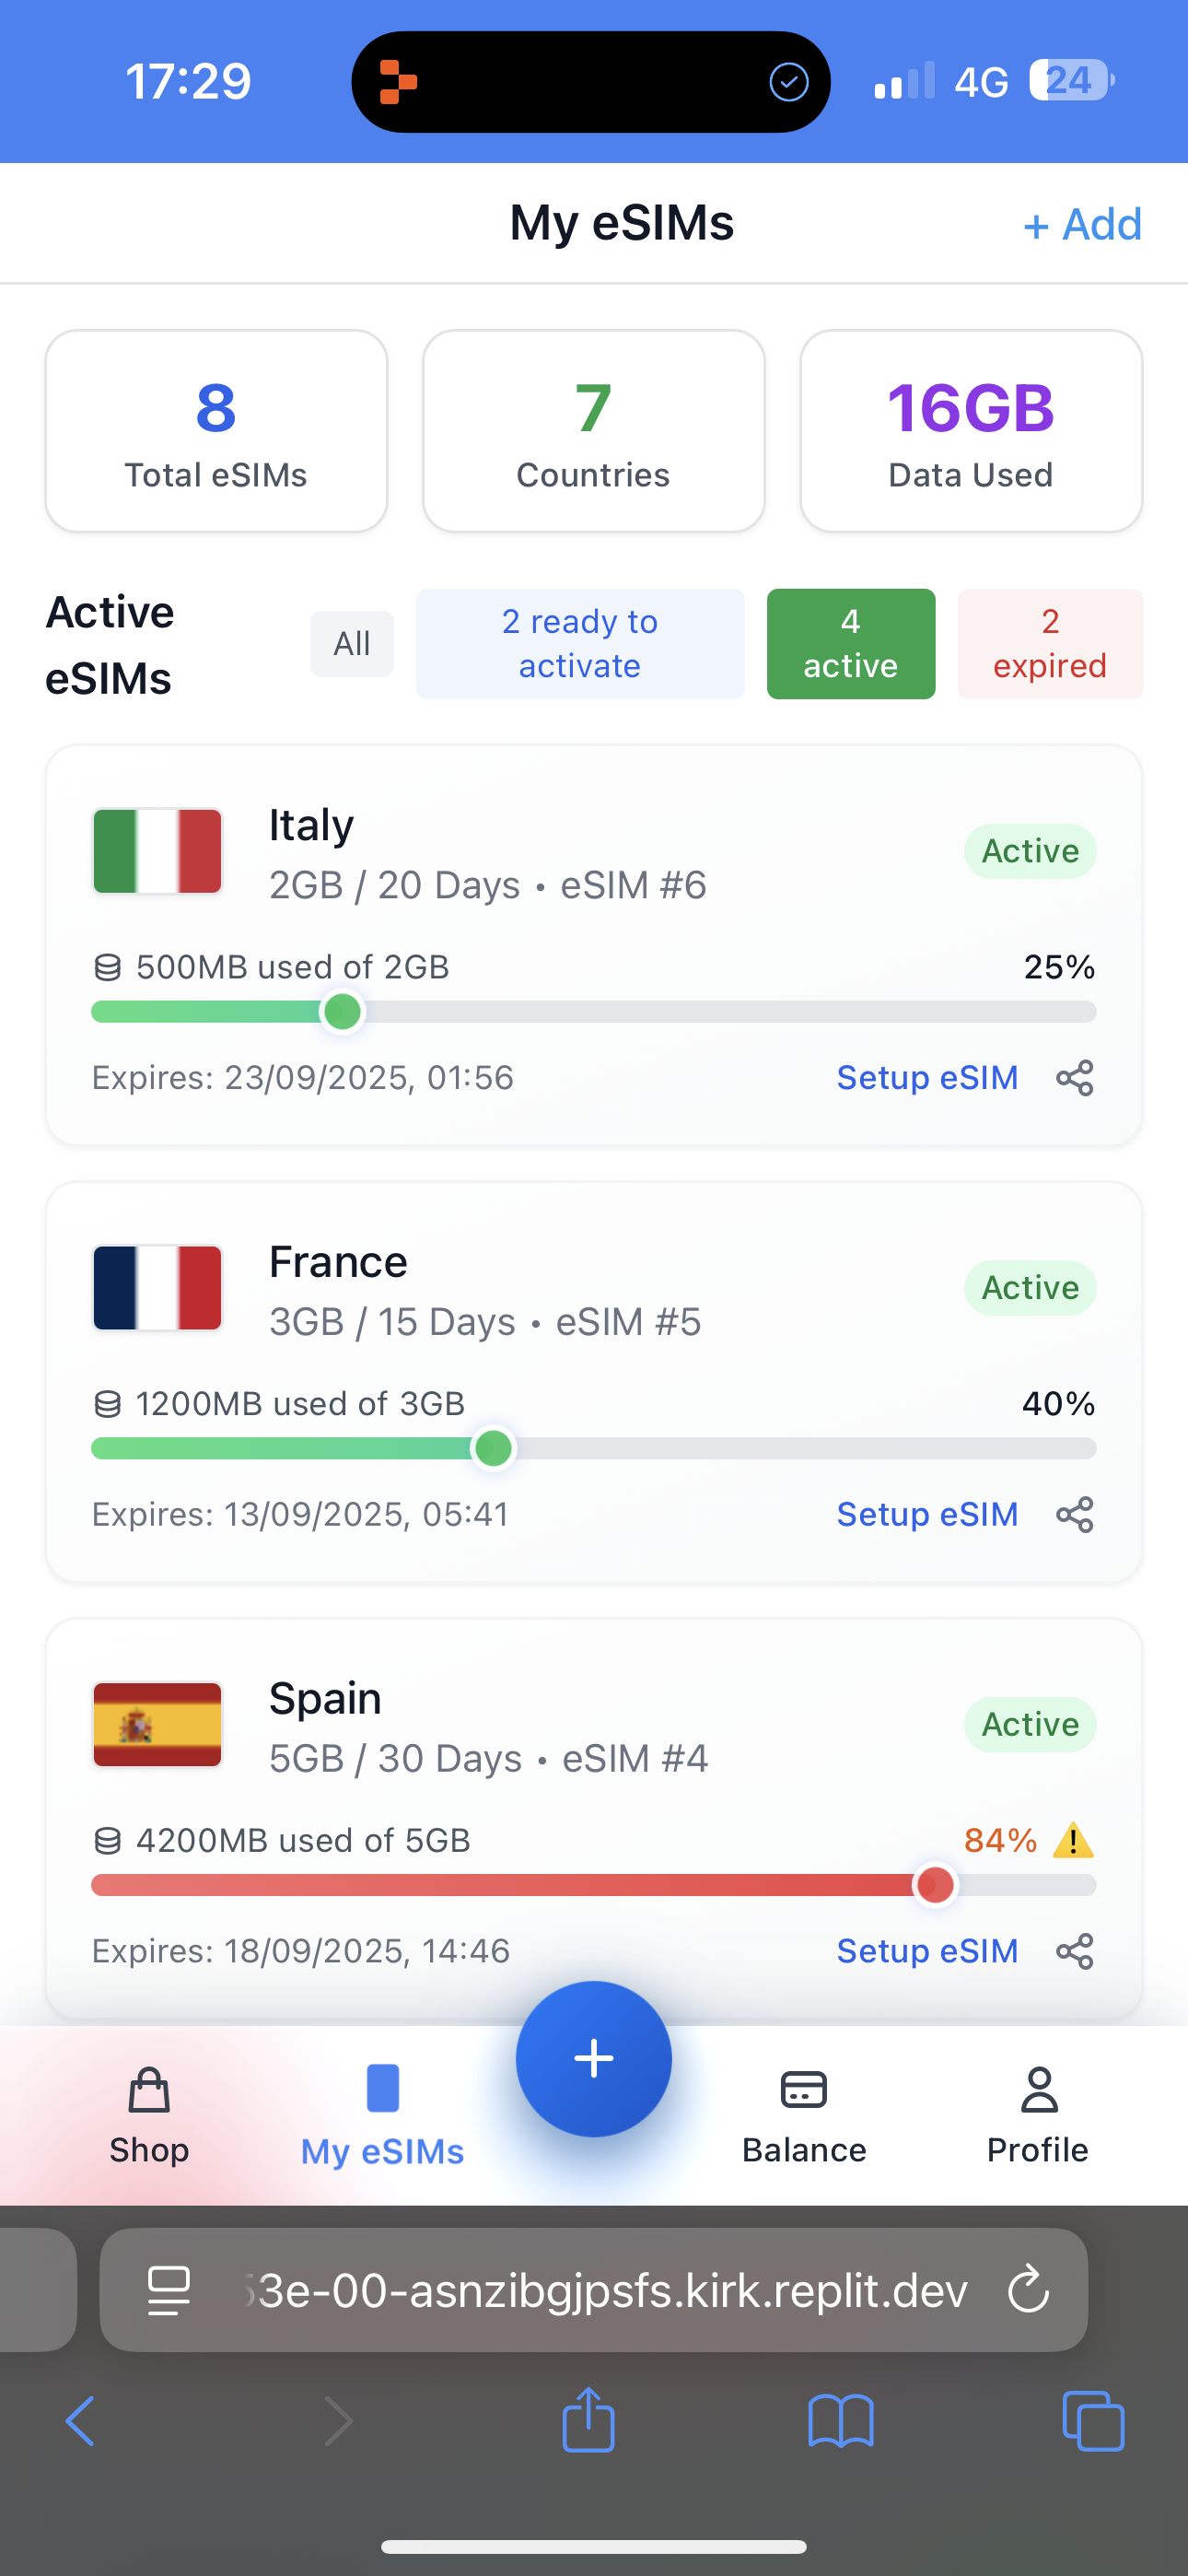 17:29
4G
24
My eSIMs
+ Add
8
Total eSIMs
7
Countries
16GB
Data Used
Active
eSIMs
All
2 ready to
activate
4
active
2
expired
Italy
2GB / 20 Days • eSIM #6
Active
500MB used of 2GB
25%
Expires: 23/09/2025, 01:56
Setup eSIM
France
3GB / 15 Days • eSIM #5
Active
1200MB used of 3GB
40%
Expires: 13/09/2025, 05:41
Setup eSIM
Spain
5GB / 30 Days • eSIM #4
Active
4200MB used of 5GB
84%
Expires: 18/09/2025, 14:46
Setup eSIM
Shop
My eSIMs
Balance
Profile
3e-00-asnzibgjpsfs.kirk.replit.dev